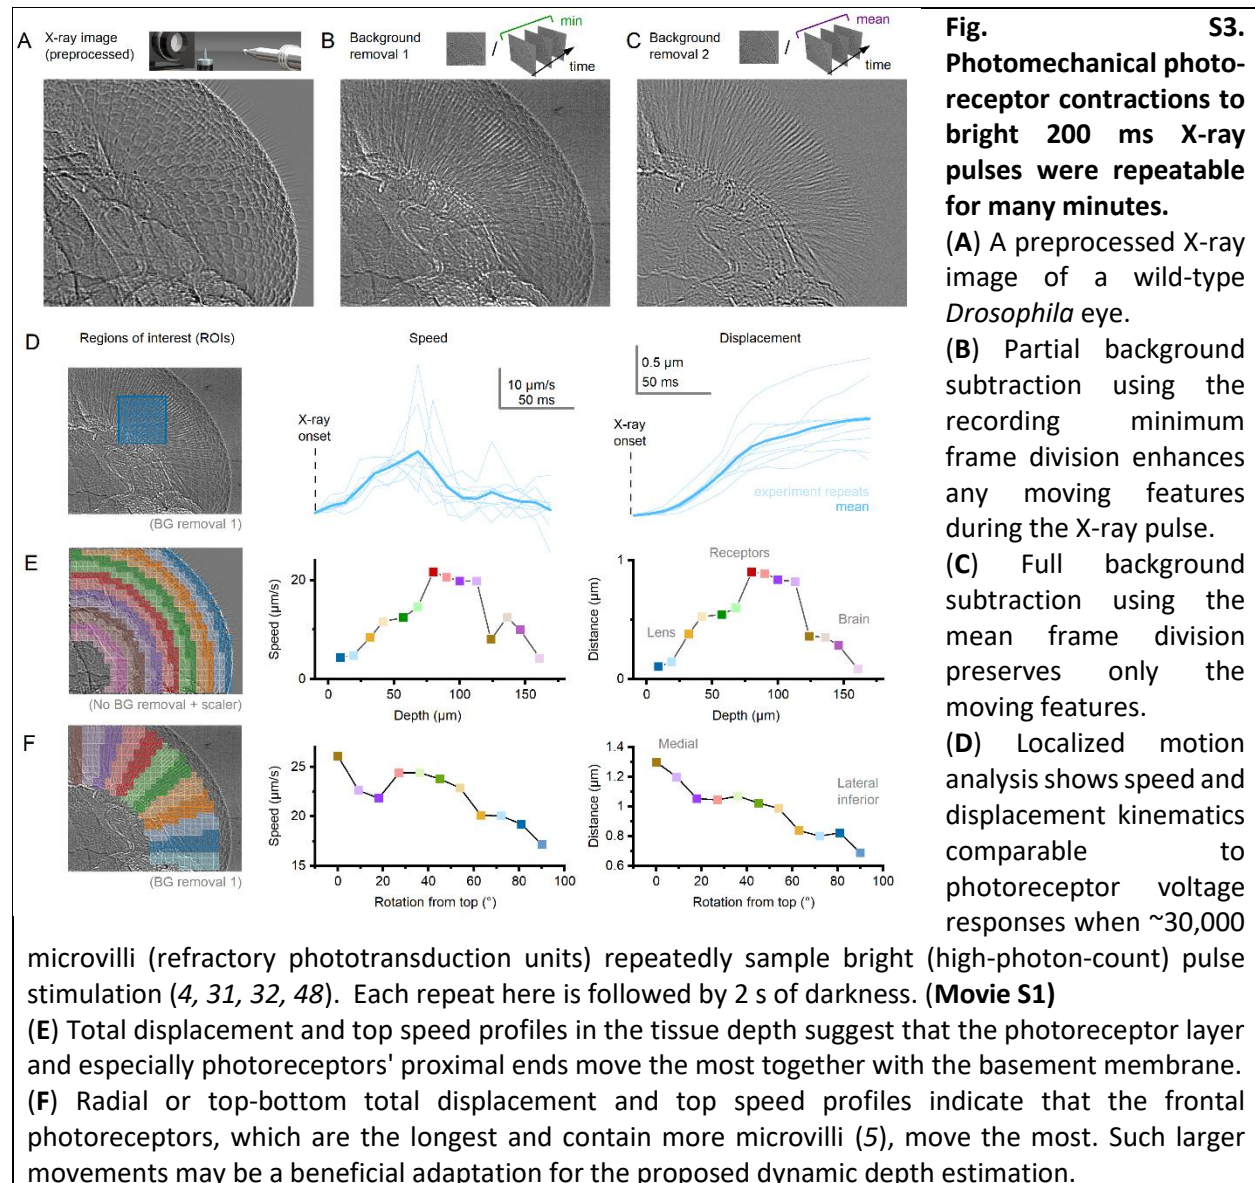 A
X-ray image
(preprocessed)
B
Background
removal 1
min
time
C
Background
removal 2
mean
time
D
Regions of interest (ROIs)
Speed
Displacement
10 µm/s
50 ms
0.5 µm
50 ms
X-ray
onset
X-ray
onset
experiment repeats
mean
(BG removal 1)
E
Speed (µm/s)
20
0
0
50
100
150
Depth (µm)
Distance (µm)
1
0.5
0
0
50
100
150
Depth (µm)
Receptors
Lens
Brain
(No BG removal + scaler)
F
Speed (µm/s)
25
20
15
0
20
40
60
80
100
Rotation from top (°)
Distance (µm)
1.4
1.2
1
0.8
0.6
0
20
40
60
80
100
Rotation from top (°)
Medial
Lateral
inferior
(BG removal 1)
Fig. S3.
Photomechanical photo-
receptor contractions to
bright 200 ms X-ray
pulses were repeatable
for many minutes.
(A) A preprocessed X-ray
image of a wild-type
Drosophila eye.
(B) Partial background
subtraction using the
recording minimum
frame division enhances
any moving features
during the X-ray pulse.
(C) Full background
subtraction using the
mean frame division
preserves only the
moving features.
(D) Localized motion
analysis shows speed and
displacement kinematics
comparable to
photoreceptor voltage
responses when ~30,000
microvilli (refractory phototransduction units) repeatedly sample bright (high-photon-count) pulse
stimulation (4, 31, 32, 48). Each repeat here is followed by 2 s of darkness. (Movie S1)
(E) Total displacement and top speed profiles in the tissue depth suggest that the photoreceptor layer
and especially photoreceptors' proximal ends move the most together with the basement membrane.
(F) Radial or top-bottom total displacement and top speed profiles indicate that the frontal
photoreceptors, which are the longest and contain more microvilli (5), move the most. Such larger
movements may be a beneficial adaptation for the proposed dynamic depth estimation.